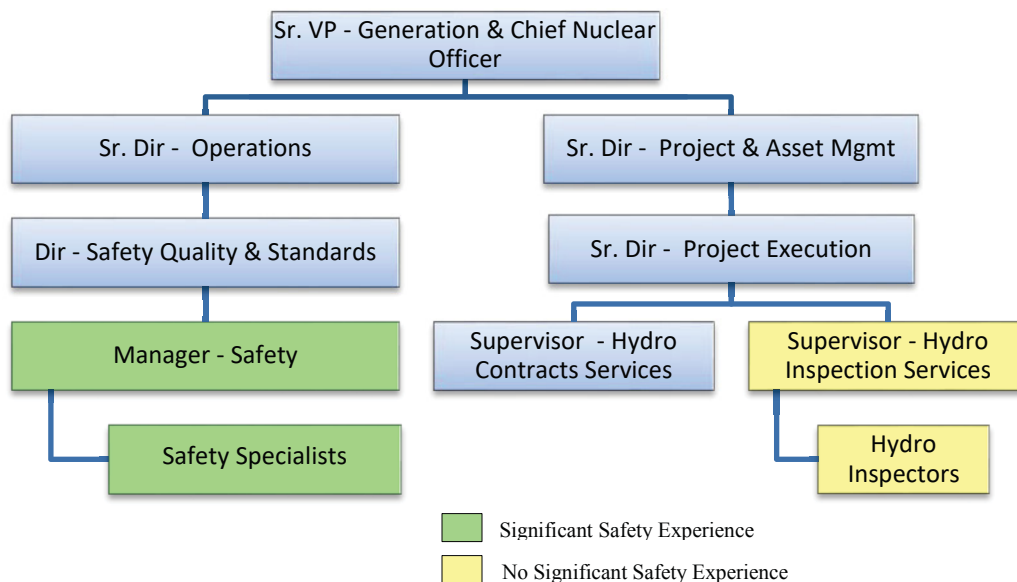 Sr. VP - Generation & Chief Nuclear
Officer
Sr. Dir - Operations
Sr. Dir - Project & Asset Mgmt
Dir - Safety Quality & Standards
Sr. Dir - Project Execution
Manager - Safety
Supervisor - Hydro
Contracts Services
Supervisor - Hydro
Inspection Services
Safety Specialists
Hydro
Inspectors
Significant Safety Experience
No Significant Safety Experience